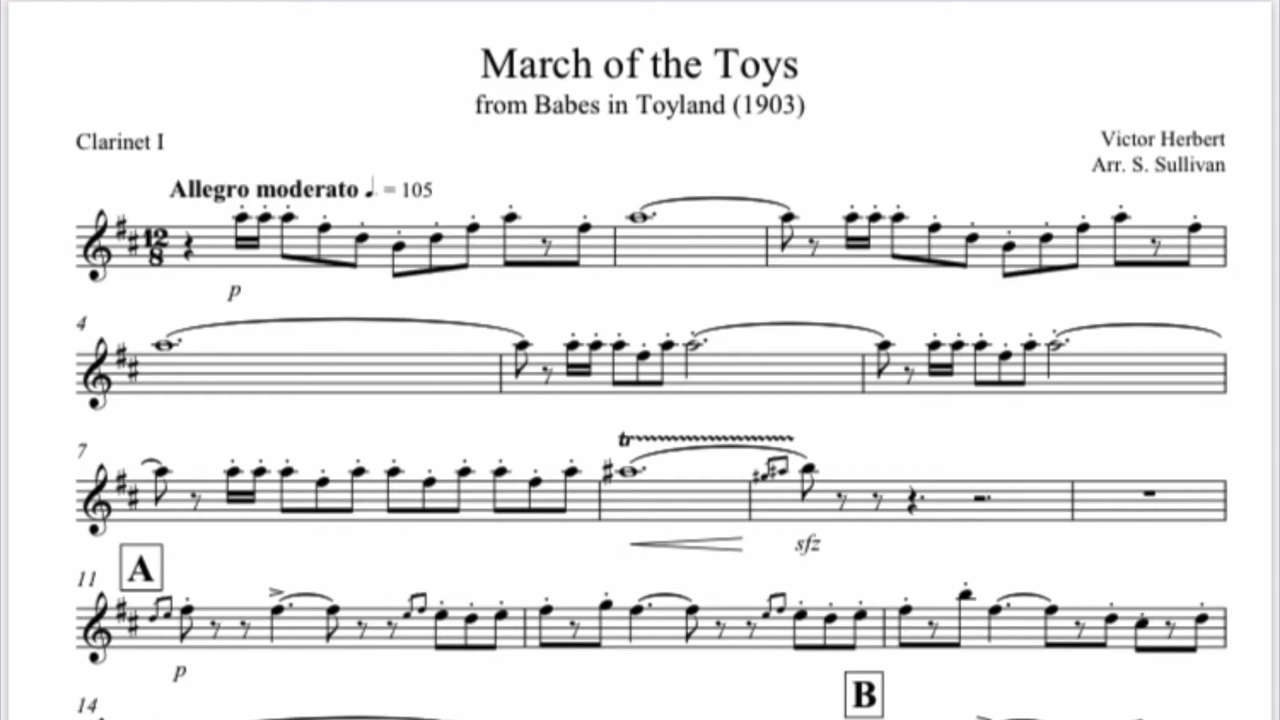 March of the Toys
from Babes in Toyland (1903)
Clarinet I
Victor Herbert
Arr. S. Sullivan
Allegro moderato ♩. = 105
12
8
p
4
7
tr
sfz
A
11
p
B
14